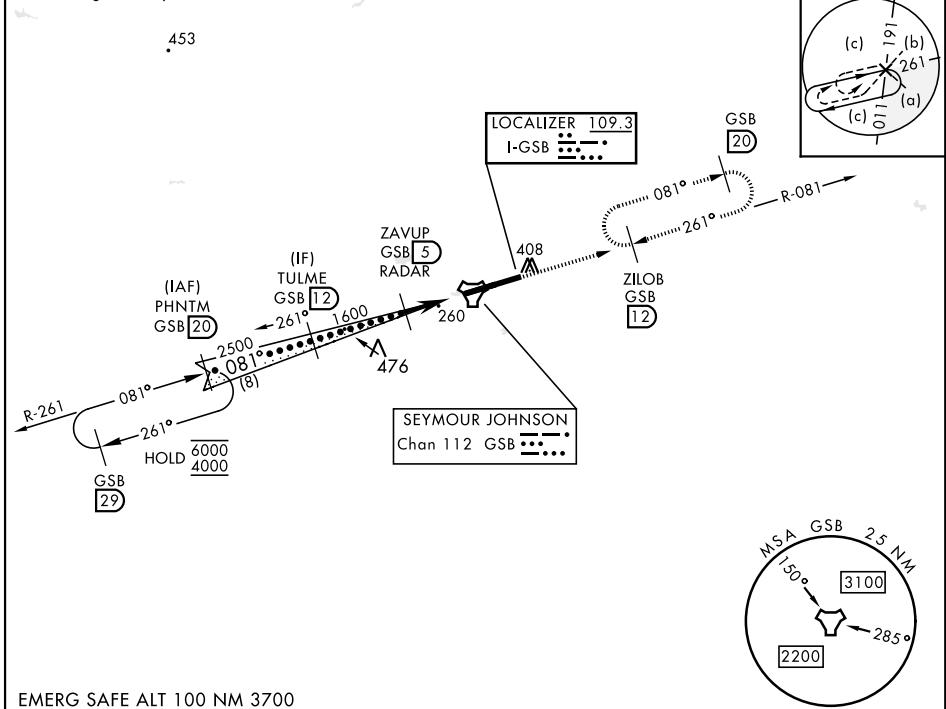 453
(c)
191
(b)
261
(a)
(c)
011
LOCALIZER 109.3
I-GSB
GSB
20
081°
R-081
261°
ZAVUP
GSB 5
RADAR
408
(IF)
TULME
GSB 12
(IAF)
PHNTM
GSB 20
ZILOB
GSB
12
261°
1600
260
2500
081°
(8)
476
081°
R-261
261°
HOLD 6000
4000
SEYMOUR JOHNSON
Chan 112 GSB
GSB
29
MSA GSB 25 NM
150°
3100
285°
2200
EMERG SAFE ALT 100 NM 3700